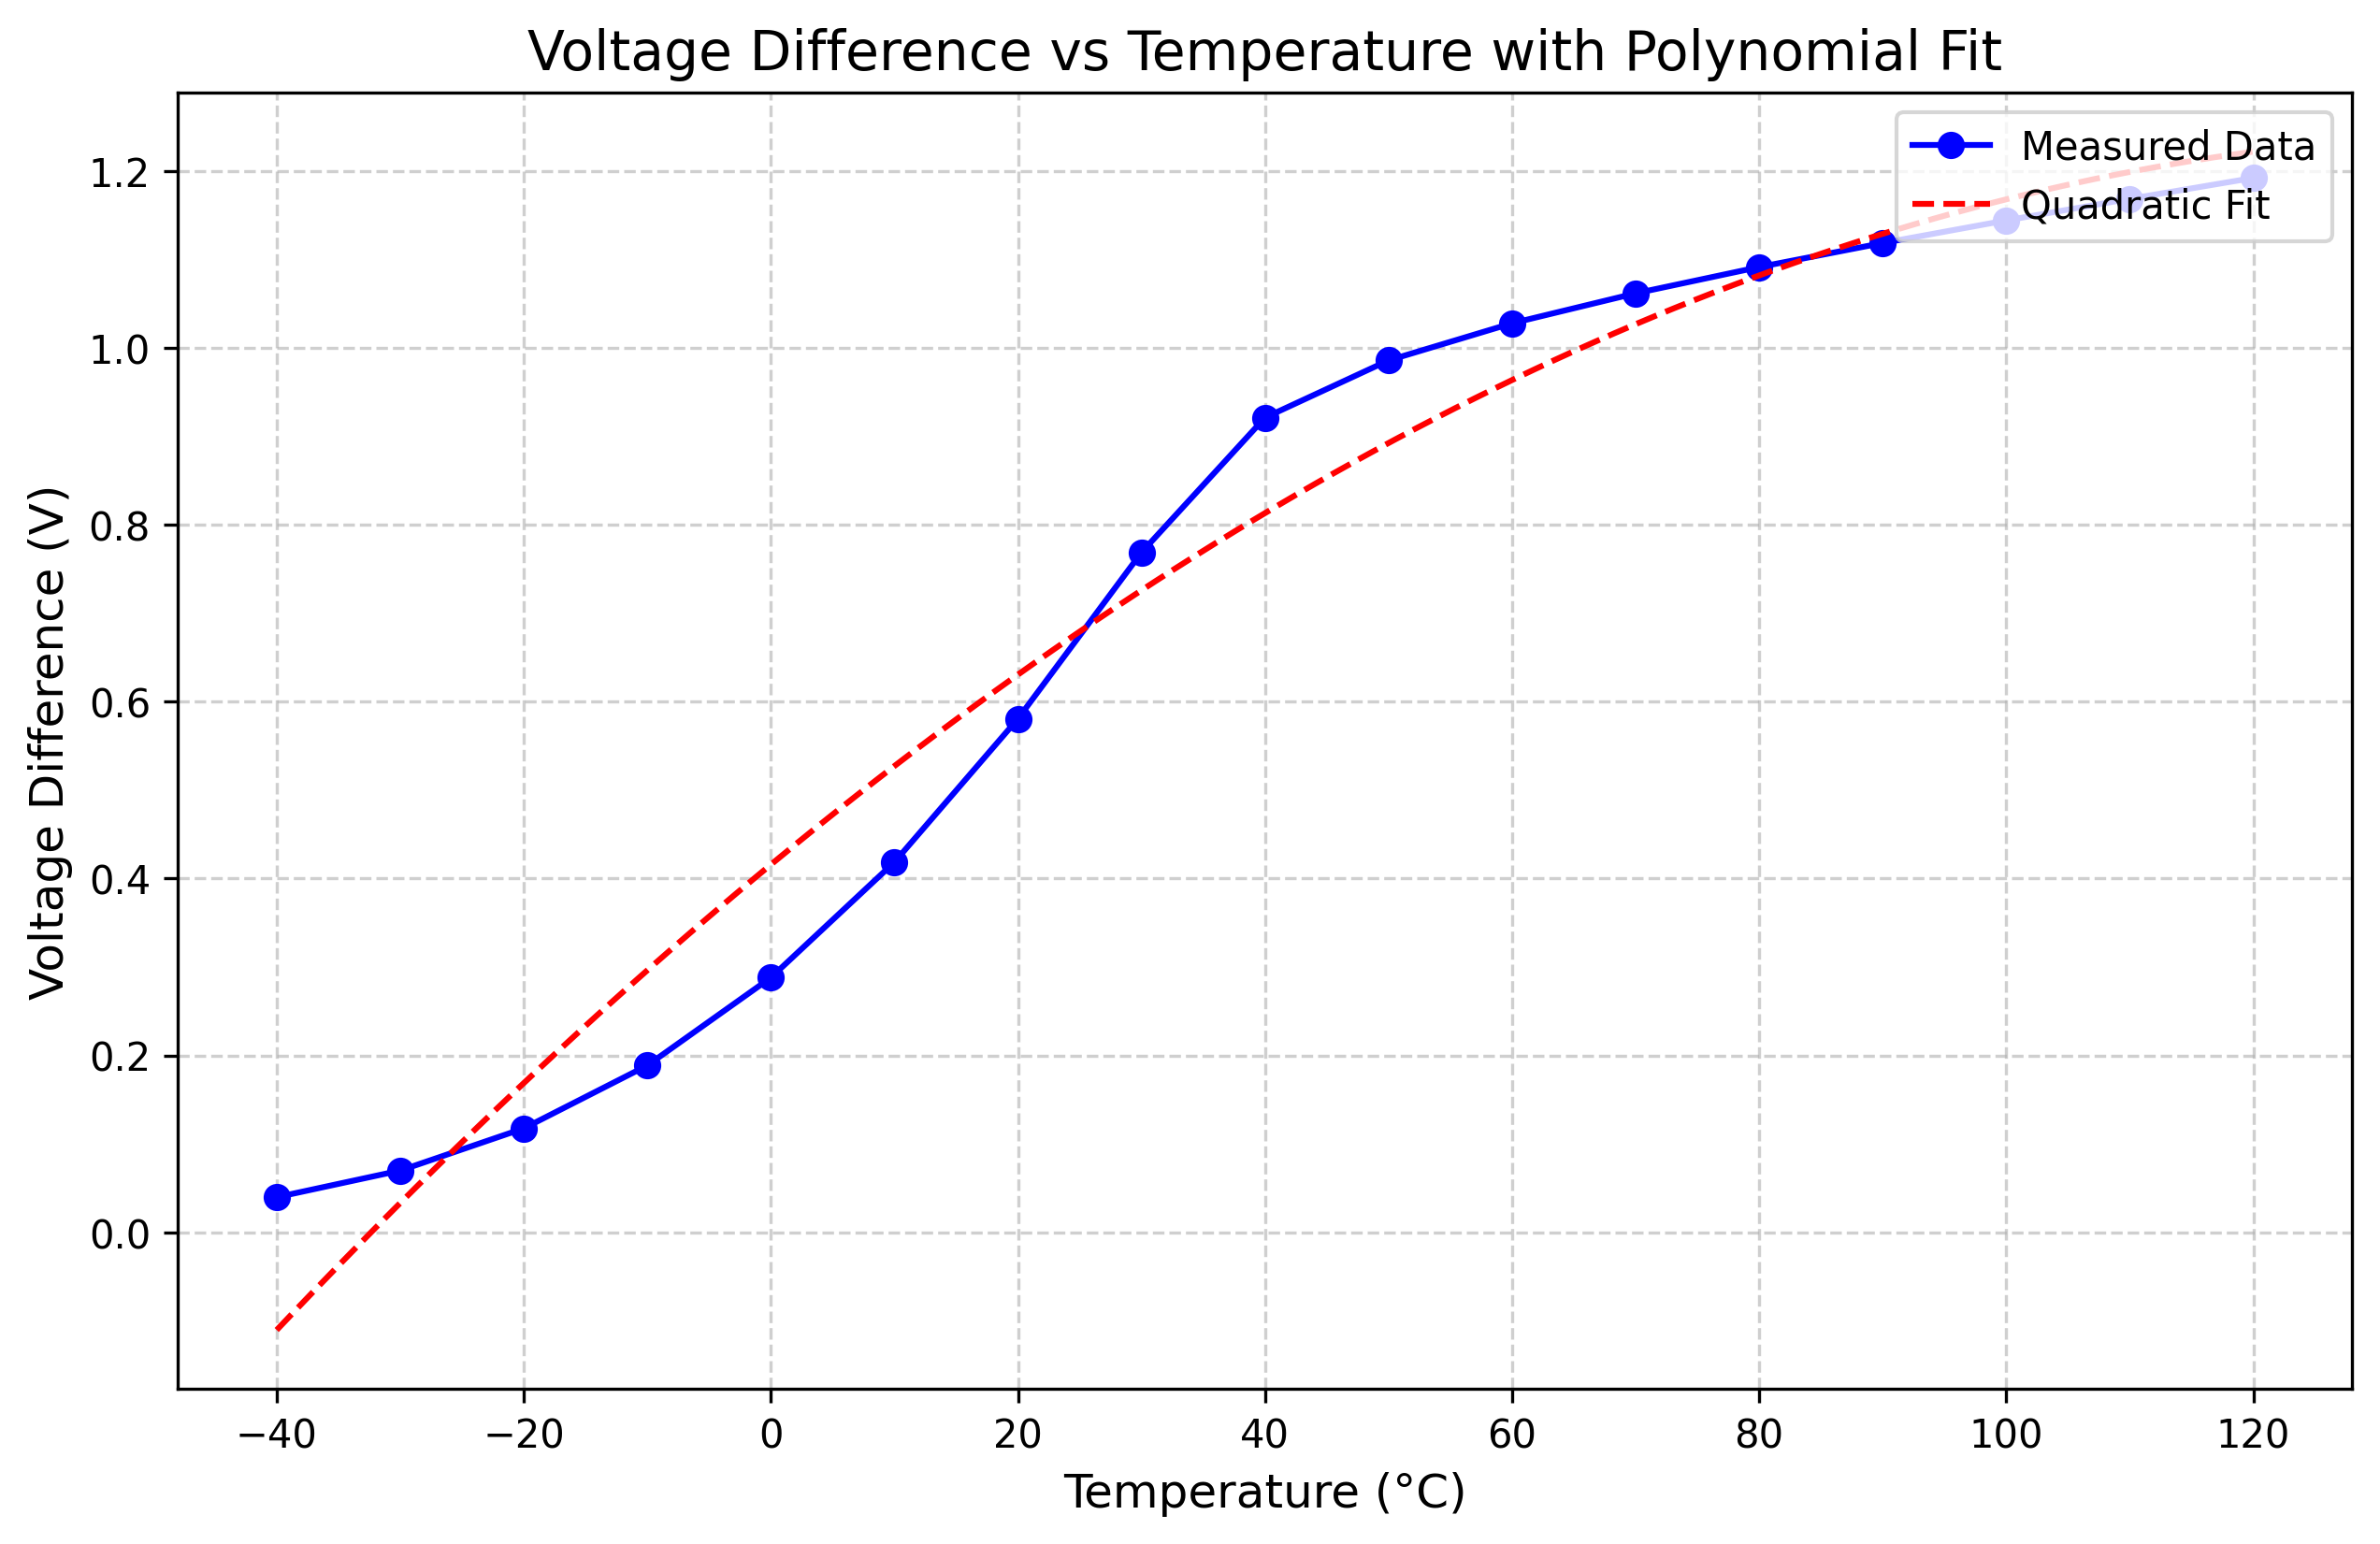 Voltage Difference vs Temperature with Polynomial Fit
Measured Data
Quadratic Fit
Voltage Difference (V)
1.2
1.0
0.8
0.6
0.4
0.2
0.0
−40 −20 0 20 40 60 80 100 120
Temperature (°C)